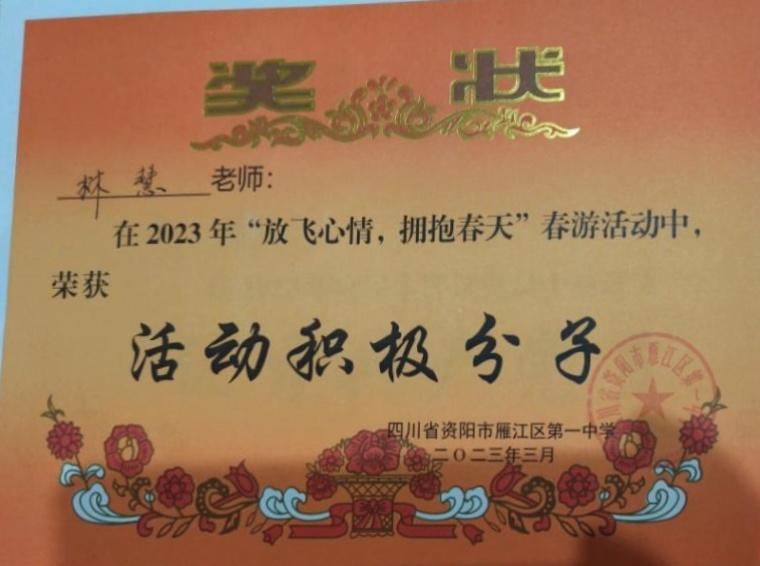 奖状
林慧老师：
在2023年“放飞心情，拥抱春天”春游活动中，
荣获
活动积极分子
四川省资阳市雁江区第一中学
二〇二三年三月